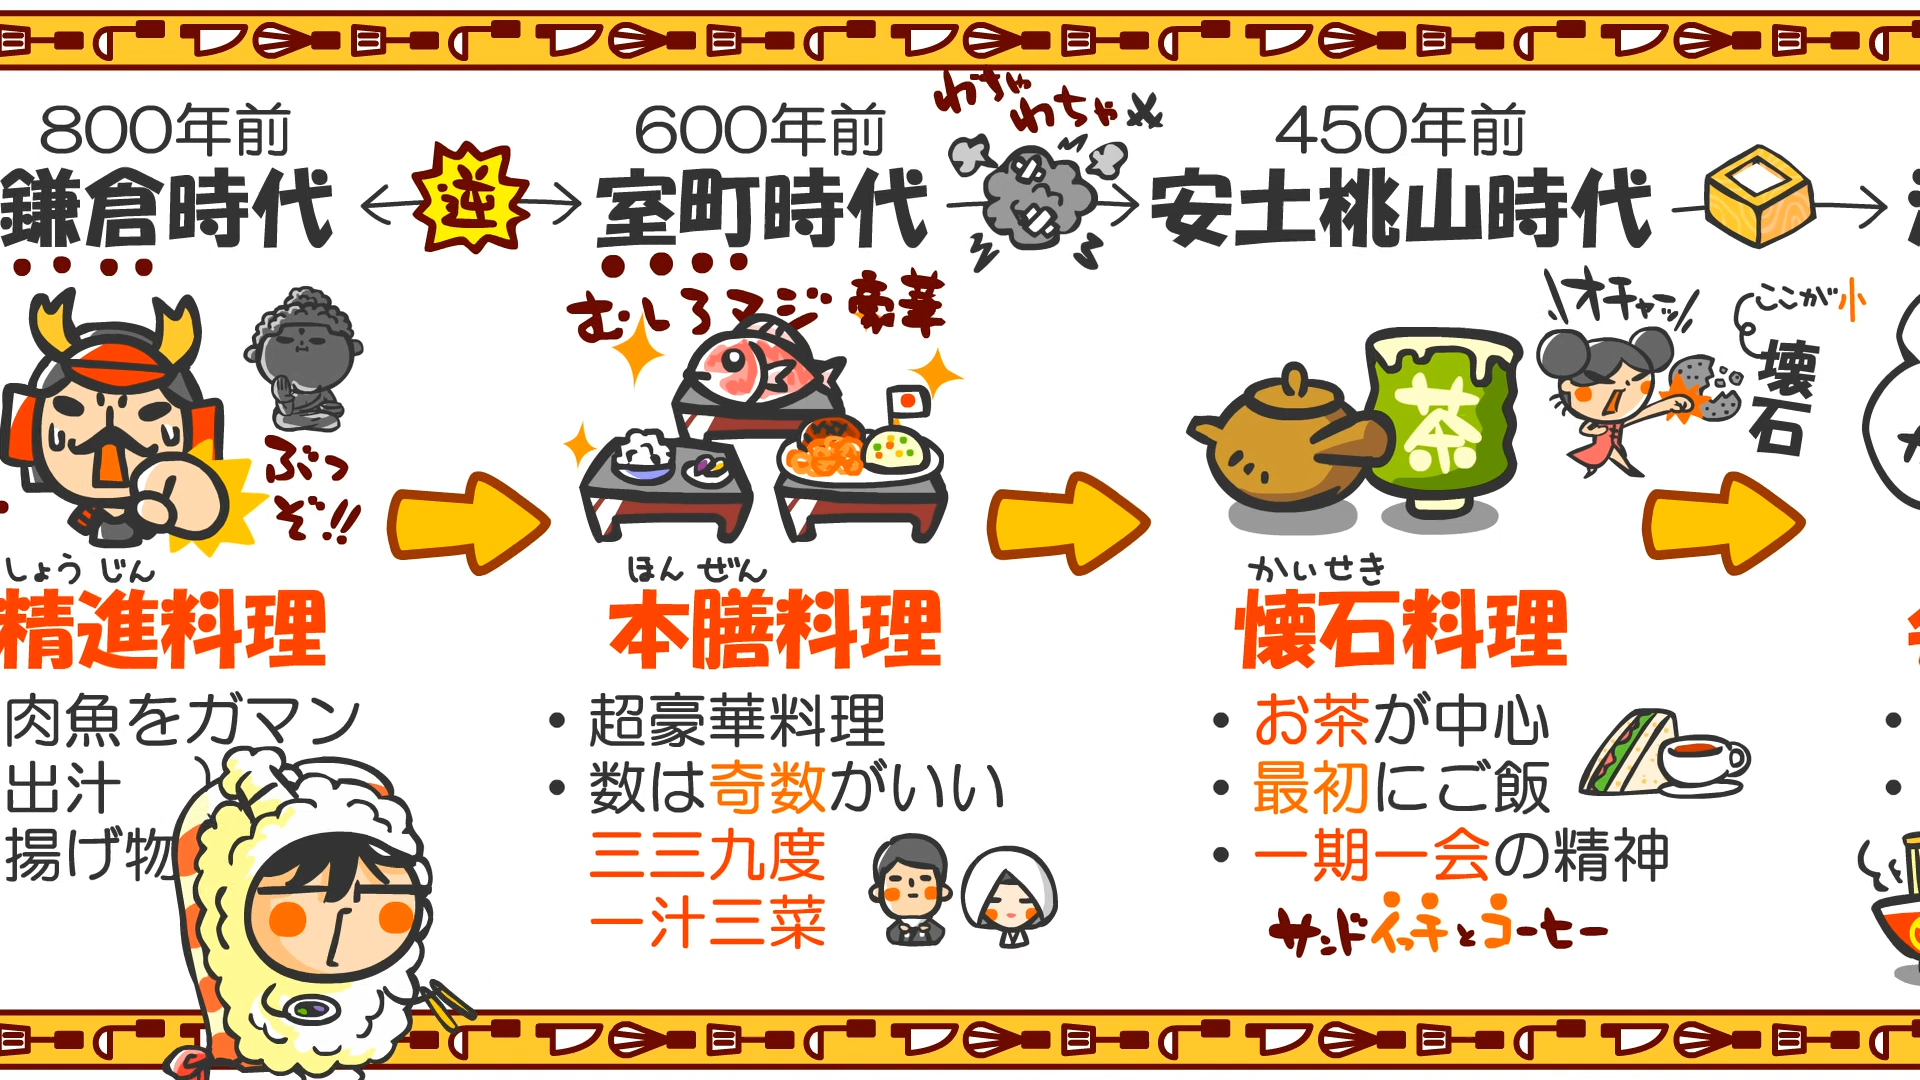 800年前
鎌倉時代
逆
600年前
室町時代
わちゃ
わちゃ
450年前
安土桃山時代
ぶっ
ぞ!!
しょうじん
精進料理
肉魚をガマン
出汁
揚げ物
むしろマジ豪華
ほんぜん
本膳料理
・超豪華料理
・数は奇数がいい
三三九度
一汁三菜
茶
オチャーッ
ここが小
壊石
かいせき
懐石料理
・お茶が中心
・最初にご飯
・一期一会の精神
サンドイッチとコーヒー